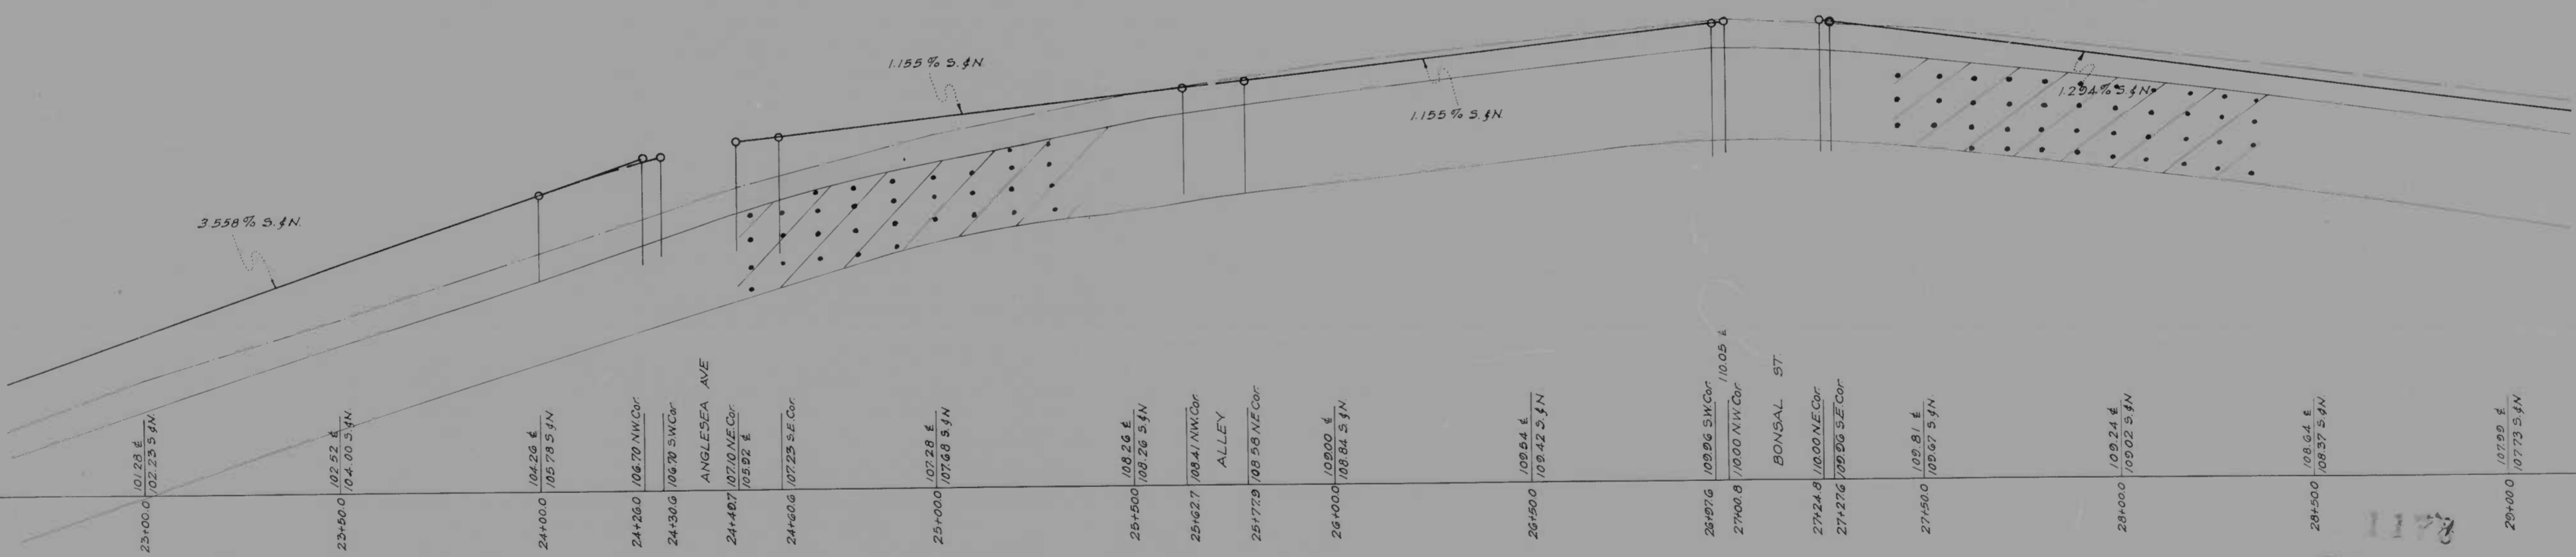 3.558% S.&N.
1.155% S.&N.
1.155% S.&N.
1.294% S.&N.
101.28 ℄
102.23 S&N
23+00.0
102.52 ℄
104.00 S.&N.
23+50.0
104.26 ℄
105.78 S&N
24+00.0
106.70 N.W.Cor.
24+26.0
106.70 S.W.Cor.
24+30.6
ANGLESEA AVE
107.10 N.E.Cor.
105.92 ℄
24+49.7
107.23 S.E.Cor.
24+60.6
107.28 ℄
107.68 S.&N
25+00.0
108.26 ℄
108.26 S.&N
25+50.0
108.41 N.W.Cor.
25+62.7
ALLEY
108.58 N.E.Cor.
25+77.9
109.00 ℄
108.84 S.&N.
26+00.0
109.54 ℄
109.42 S.&N
26+50.0
109.96 S.W.Cor.
26+97.6
110.05 ℄
110.00 N.W.Cor.
27+00.8
BONSAL ST.
110.00 N.E.Cor.
27+24.8
109.96 S.E.Cor.
27+27.6
109.81 ℄
109.67 S.&N
27+50.0
109.24 ℄
109.02 S.&N.
28+00.0
108.64 ℄
108.37 S.&N
28+50.0
107.99 ℄
107.73 S.&N.
29+00.0